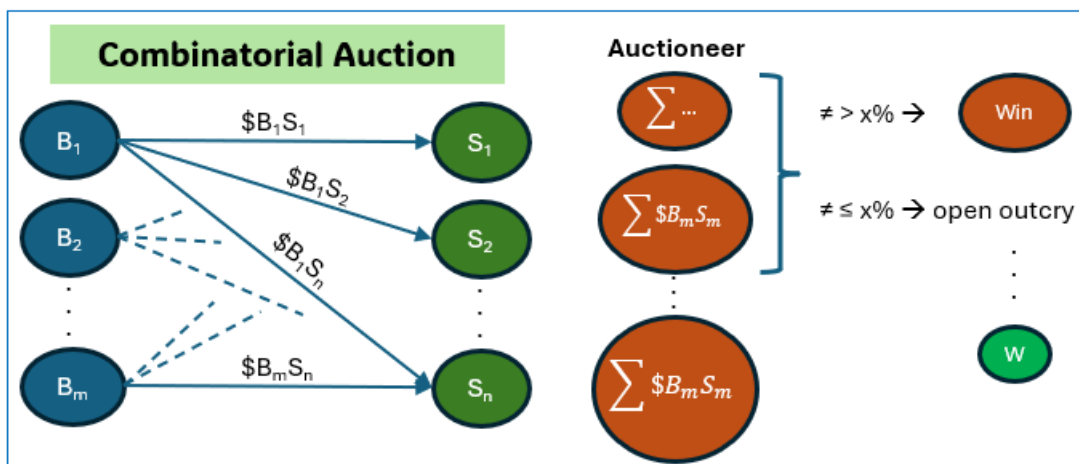 Combinatorial Auction
B₁
B₂
Bₘ
$B₁S₁
$B₁S₂
$B₁Sₙ
$BₘSₙ
S₁
S₂
Sₙ
Auctioneer
∑ ...
∑ $BₘSₘ
∑ $BₘSₘ
≠ > x% →
Win
≠ ≤ x% → open outcry
W